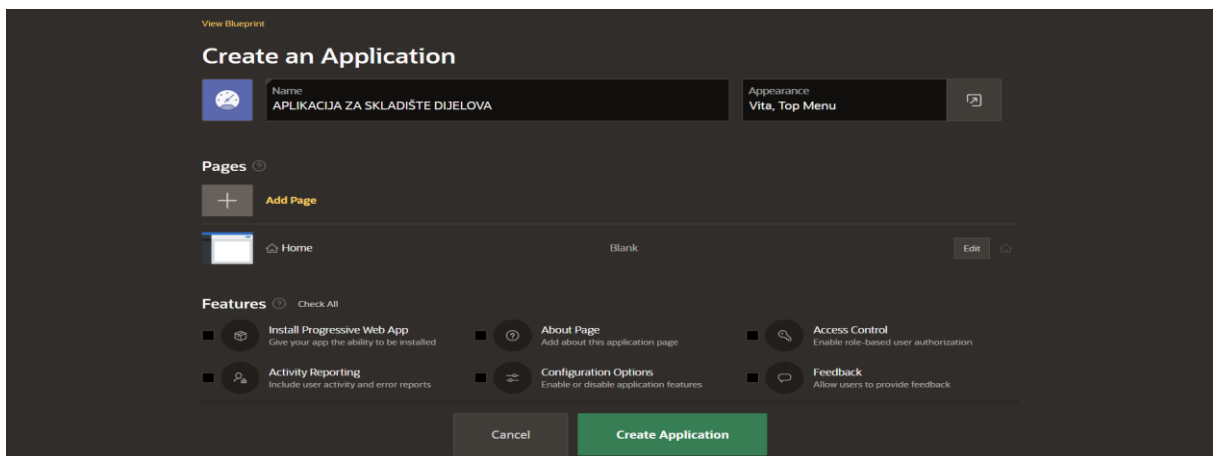 View Blueprint
Create an Application
Name
APLIKACIJA ZA SKLADIŠTE DIJELOVA
Appearance
Vita, Top Menu
Pages
Add Page
Home
Blank
Edit
Features
Check All
Install Progressive Web App
Give your app the ability to be installed
About Page
Add about this application page
Access Control
Enable role-based user authorization
Activity Reporting
Include user activity and error reports
Configuration Options
Enable or disable application features
Feedback
Allow users to provide feedback
Cancel
Create Application